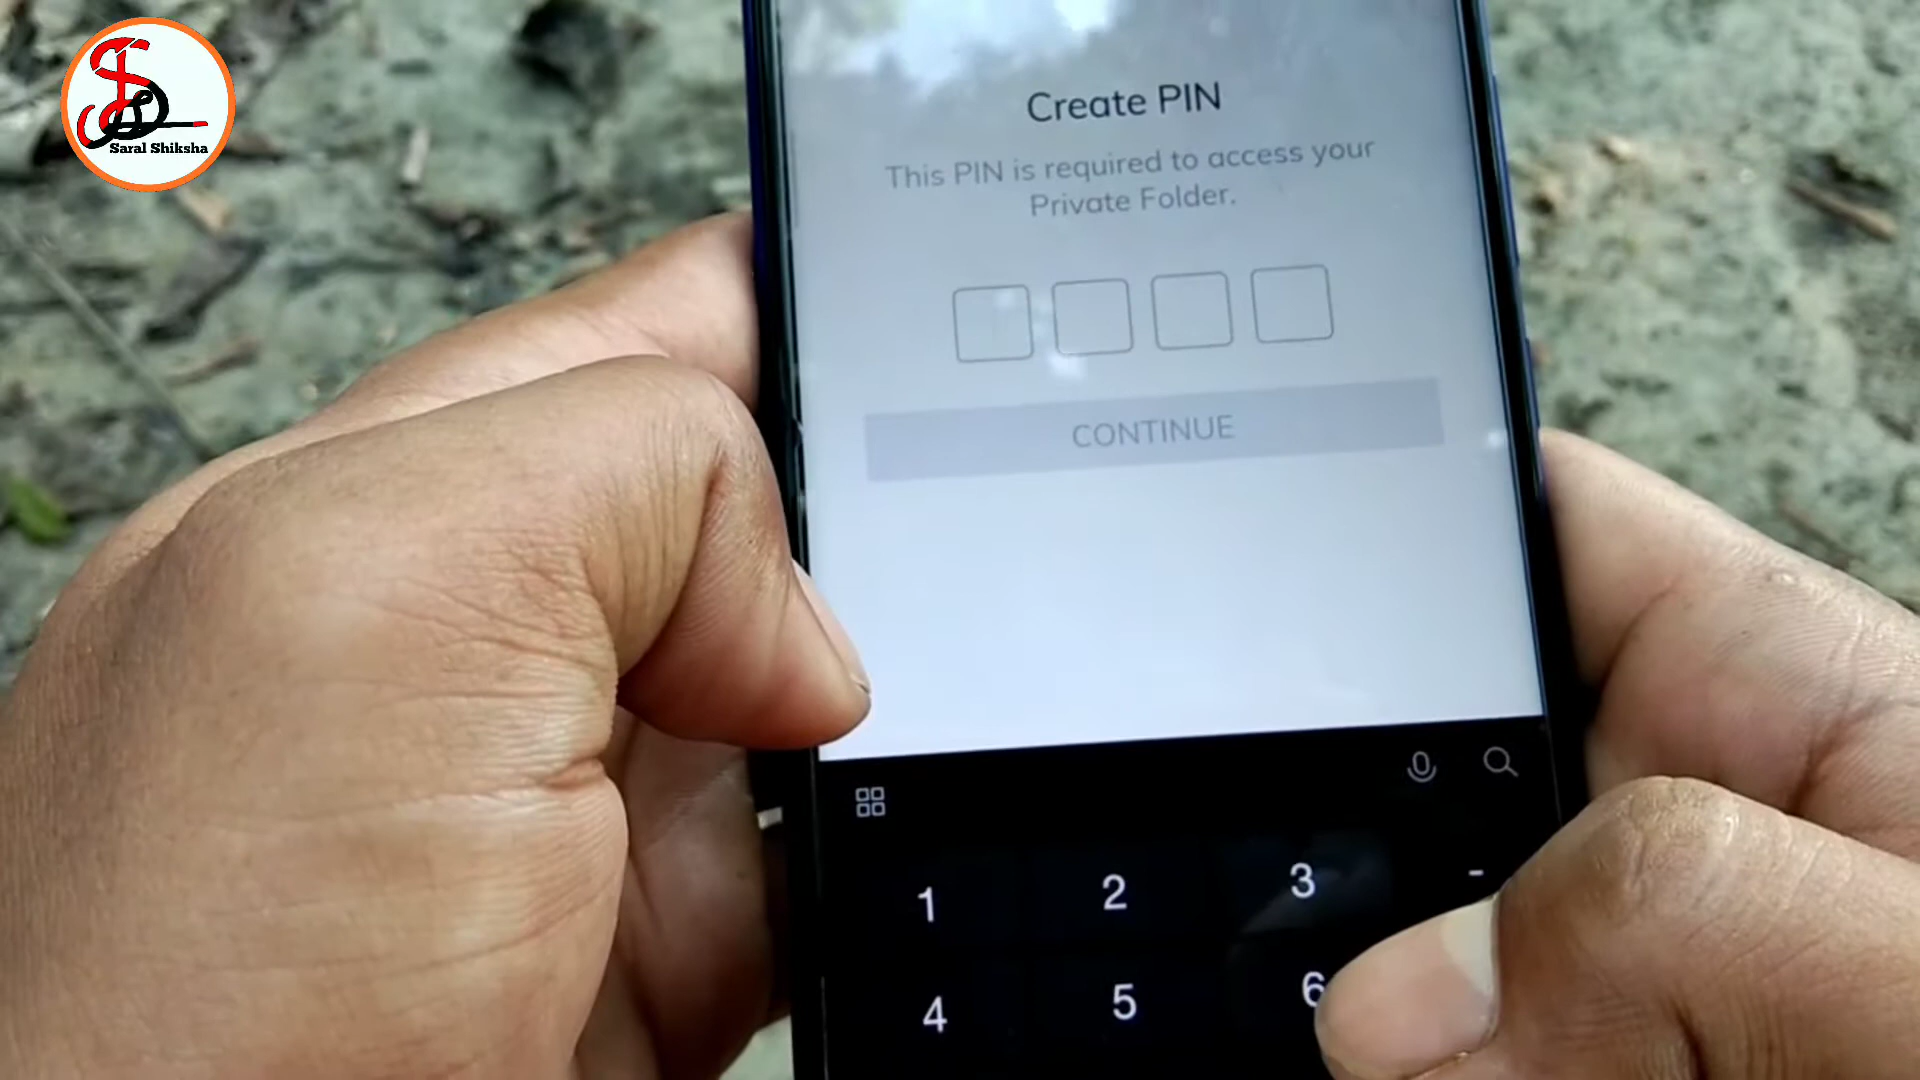 Saral Shiksha
Create PIN
This PIN is required to access your
Private Folder.
CONTINUE
1 2 3 -
4 5 6